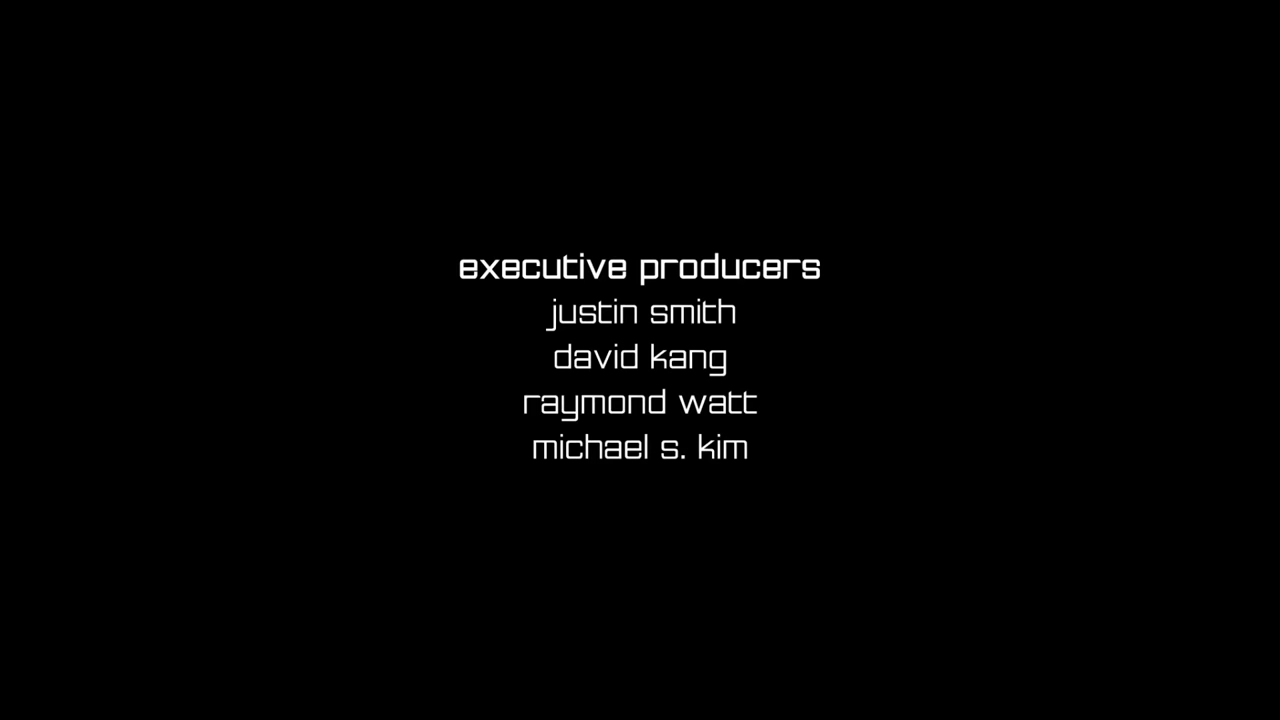 executive producers
justin smith
david kang
raymond watt
michael s. kim